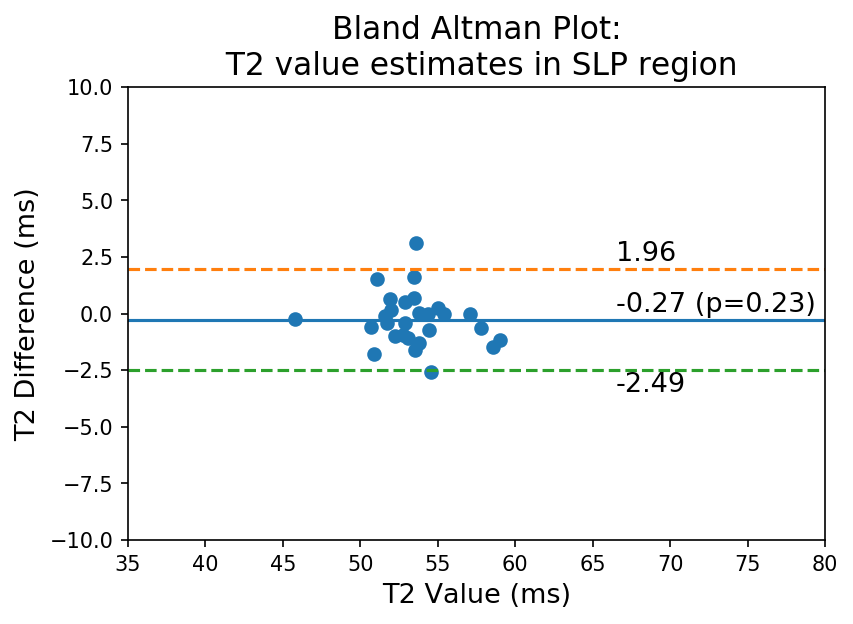 Bland Altman Plot:
T2 value estimates in SLP region
10.0
7.5
5.0
2.5
0.0
−2.5
−5.0
−7.5
−10.0
T2 Difference (ms)
1.96
-0.27 (p=0.23)
-2.49
35 40 45 50 55 60 65 70 75 80
T2 Value (ms)